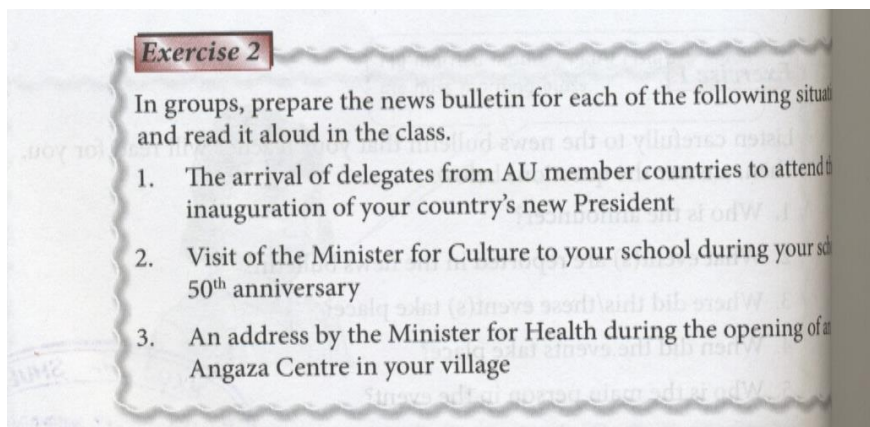 Exercise 2
In groups, prepare the news bulletin for each of the following
and read it aloud in the class.
1. The arrival of delegates from AU member countries to attend
inauguration of your country's new President
2. Visit of the Minister for Culture to your school during your
50th anniversary
3. An address by the Minister for Health during the opening of
Angaza Centre in your village